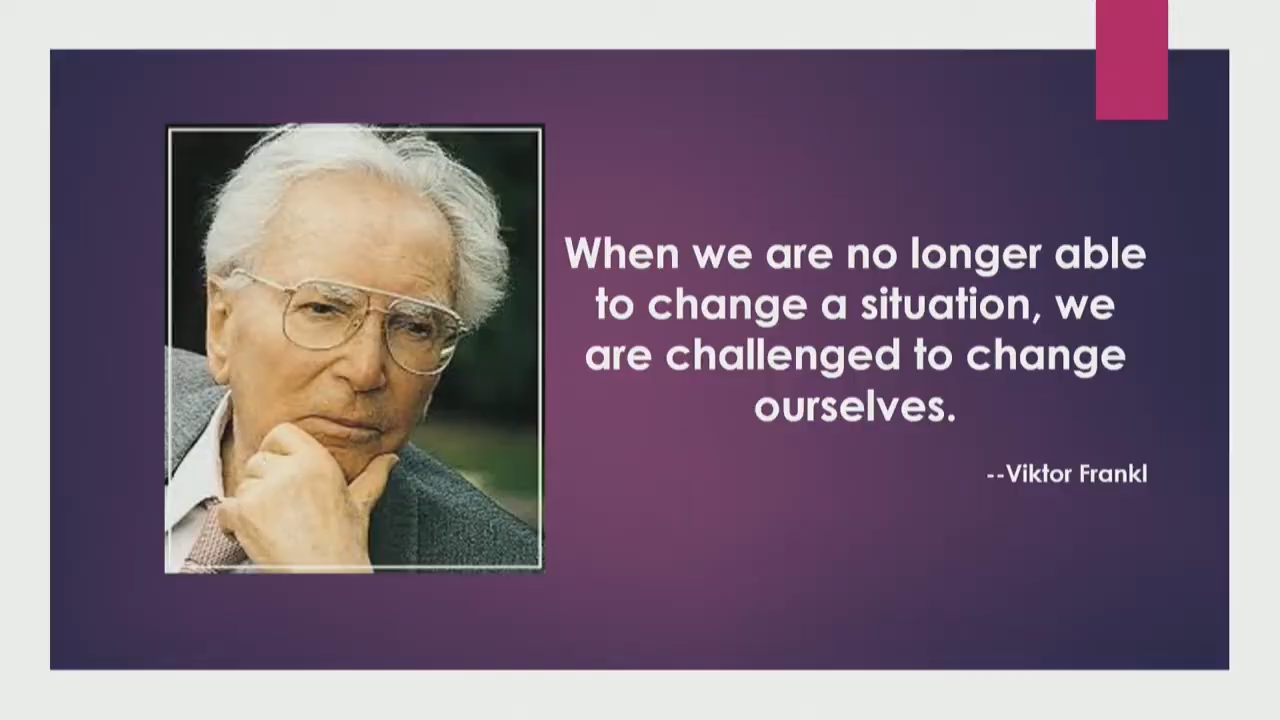 When we are no longer able
to change a situation, we
are challenged to change
ourselves.
--Viktor Frankl